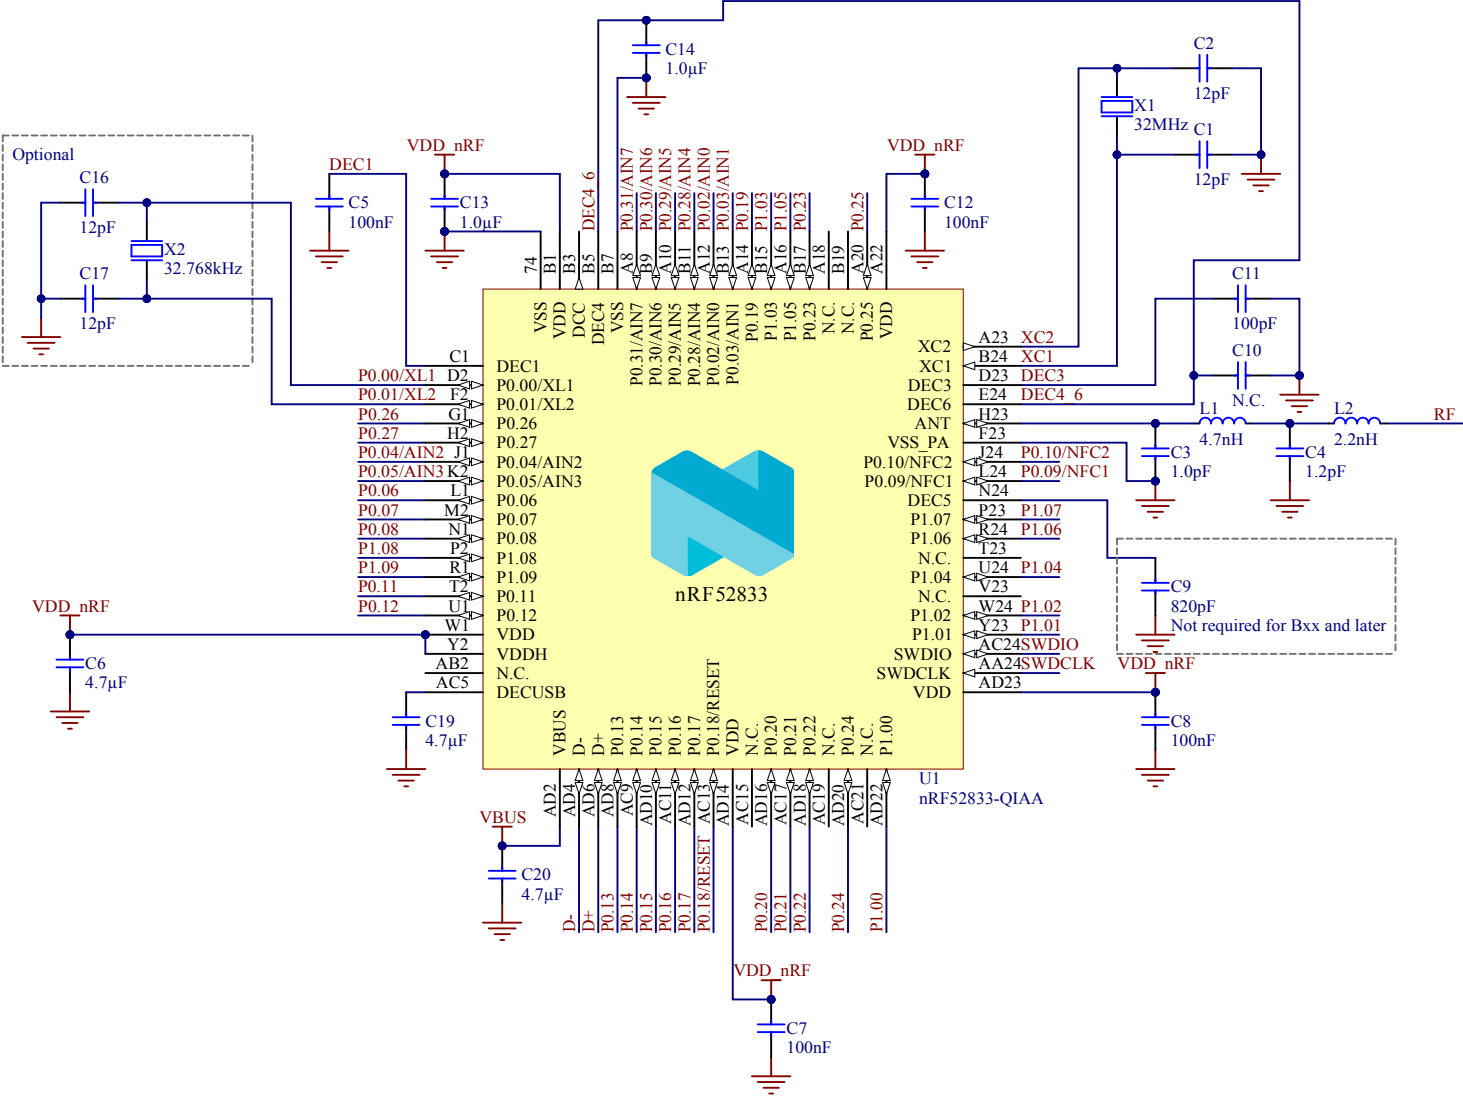 C14
1.0µF
C2
12pF
X1
32MHz
C1
12pF
Optional
C16
12pF
X2
32.768kHz
C17
12pF
DEC1
C5
100nF
VDD_nRF
C13
1.0µF
DEC4_6
P0.31/AIN7
P0.30/AIN6
P0.29/AIN5
P0.28/AIN4
P0.02/AIN0
P0.03/AIN1
P0.19
P1.03
P1.05
P0.23
P0.25
VDD_nRF
C12
100nF
74
B1
B3
B5
B7
A8
B9
A10
B11
A12
B13
A14
B15
A16
B17
A18
B19
A20
A22
VSS
VDD
DCC
DEC4
VSS
P0.31/AIN7
P0.30/AIN6
P0.29/AIN5
P0.28/AIN4
P0.02/AIN0
P0.03/AIN1
P0.19
P1.03
P1.05
P0.23
N.C.
N.C.
P0.25
VDD
C11
100pF
C10
N.C.
C1 DEC1
P0.00/XL1 D2 P0.00/XL1
P0.01/XL2 F2 P0.01/XL2
P0.26 G1 P0.26
P0.27 H2 P0.27
P0.04/AIN2 J1 P0.04/AIN2
P0.05/AIN3 K2 P0.05/AIN3
P0.06 L1 P0.06
P0.07 M2 P0.07
P0.08 N1 P0.08
P1.08 P2 P1.08
P1.09 R1 P1.09
P0.11 T2 P0.11
P0.12 U1 P0.12
W1 VDD
Y2 VDDH
AB2 N.C.
AC5 DECUSB
XC2 A23 XC2
XC1 B24 XC1
DEC3 D23 DEC3
DEC6 E24 DEC4_6
ANT H23
VSS_PA F23
P0.10/NFC2 J24 P0.10/NFC2
P0.09/NFC1 L24 P0.09/NFC1
DEC5 N24
P1.07 P23 P1.07
P1.06 R24 P1.06
N.C. T23
P1.04 U24 P1.04
N.C. V23
P1.02 W24 P1.02
P1.01 Y23 P1.01
SWDIO AC24 SWDIO
SWDCLK AA24 SWDCLK
VDD AD23
L1
4.7nH
L2
2.2nH
RF
C3
1.0pF
C4
1.2pF
nRF52833
C9
820pF
Not required for Bxx and later
VDD_nRF
C8
100nF
VDD_nRF
C6
4.7µF
C19
4.7µF
VBUS
D-
D+
P0.13
P0.14
P0.15
P0.16
P0.17
P0.18/RESET
VDD
N.C.
P0.20
P0.21
P0.22
N.C.
P0.24
N.C.
P1.00
U1
nRF52833-QIAA
AD2
AD4
AD6
AD8
AC9
AD10
AC11
AD12
AC13
AD14
AC15
AD16
AC17
AD18
AC19
AD20
AC21
AD22
VBUS
C20
4.7µF
D-
D+
P0.13
P0.14
P0.15
P0.16
P0.17
P0.18/RESET
P0.20
P0.21
P0.22
P0.24
P1.00
VDD_nRF
C7
100nF